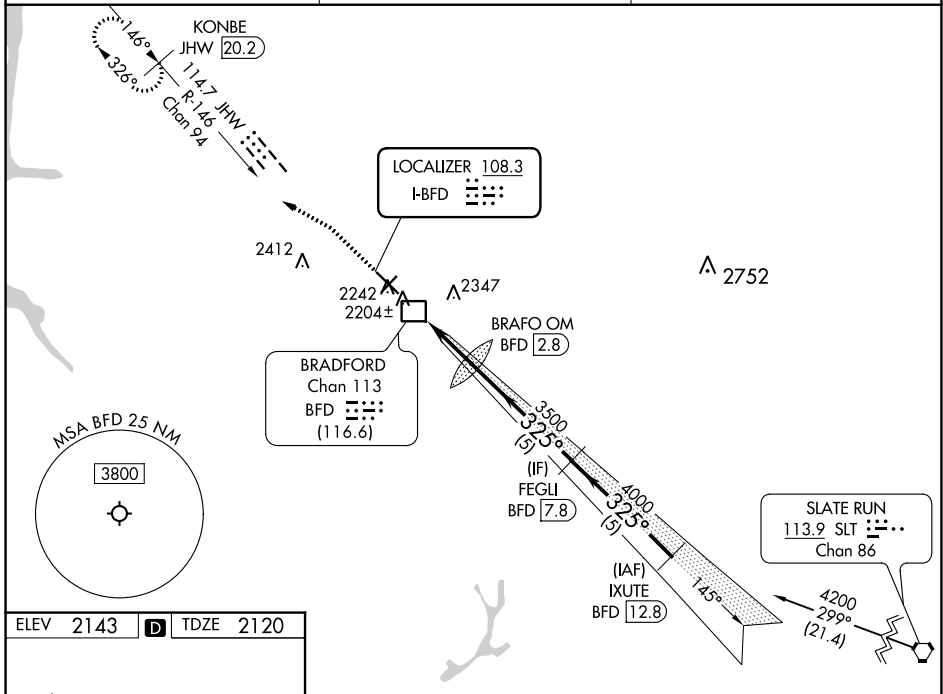 KONBE
JHW 20.2
146°
326°
114.7 JHW
R-146
Chan 94
LOCALIZER 108.3
I-BFD
2412
2242
2204±
2347
2752
BRADFORD
Chan 113
BFD
(116.6)
BRAFO OM
BFD 2.8
3500
325°
(5)
(IF)
FEGLI
BFD 7.8
4000
325°
(5)
(IAF)
IXUTE
BFD 12.8
145°
SLATE RUN
113.9 SLT
Chan 86
4200
299°
(21.4)
MSA BFD 25 NM
3800
ELEV 2143 D TDZE 2120